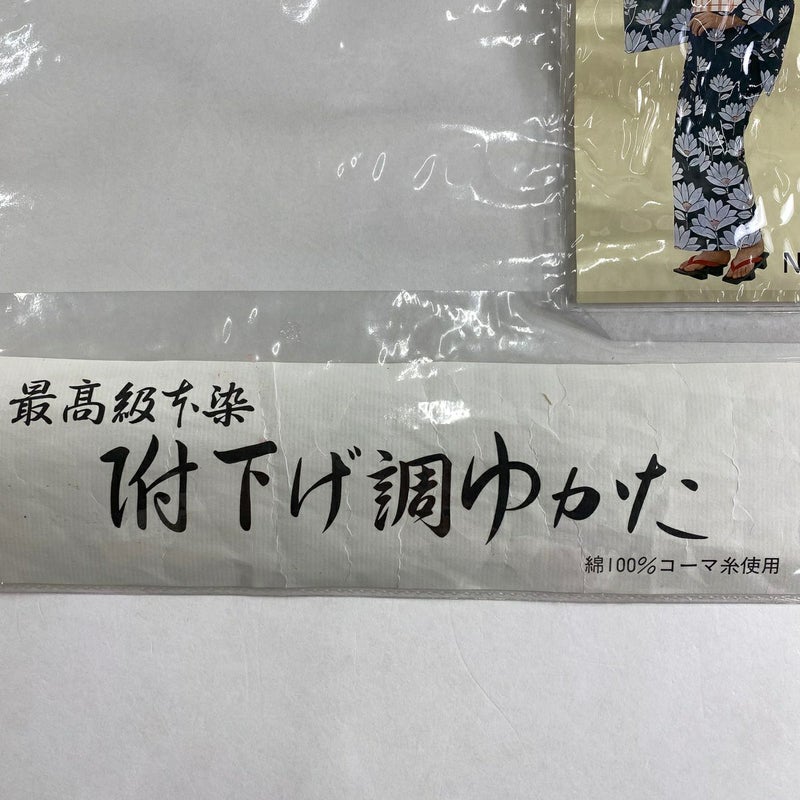 最高級本染
附下げ調ゆかた
綿100%コーマ糸使用
N